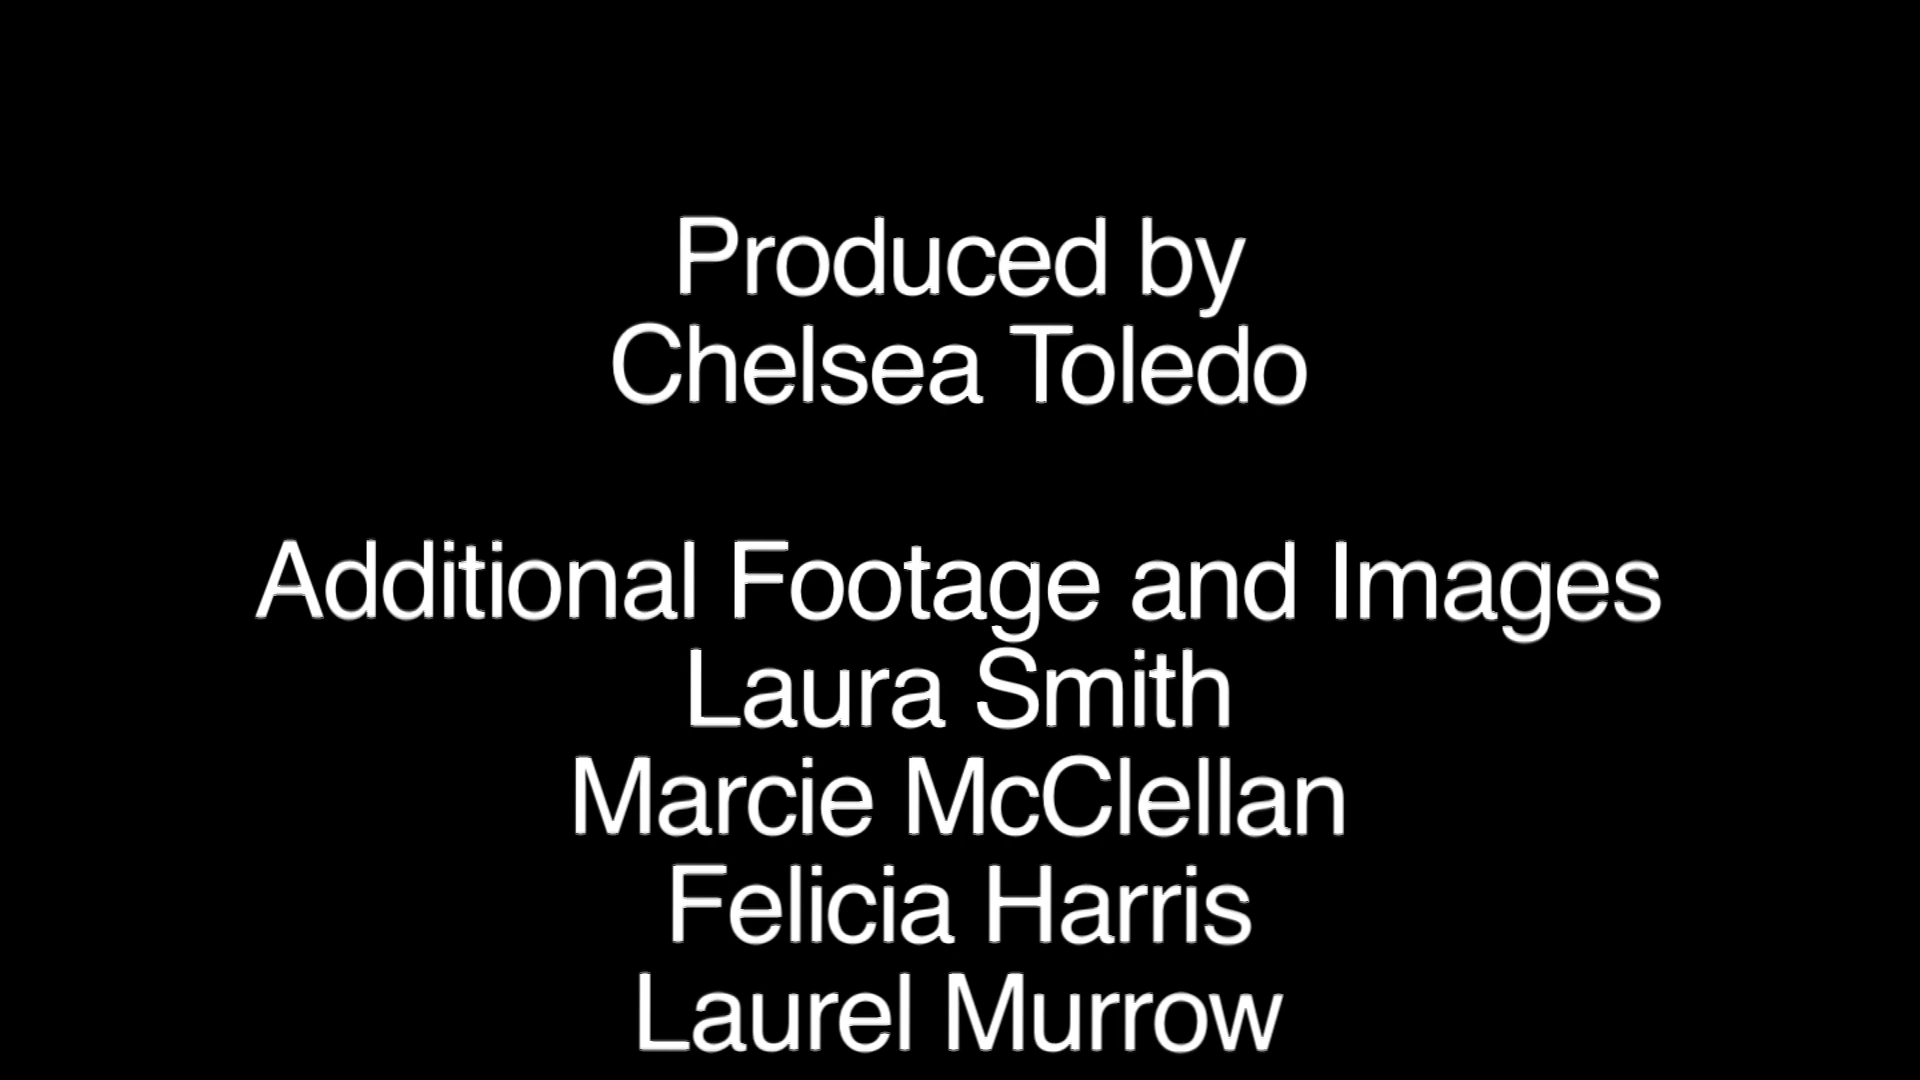 Produced by
Chelsea Toledo
Additional Footage and Images
Laura Smith
Marcie McClellan
Felicia Harris
Laurel Murrow